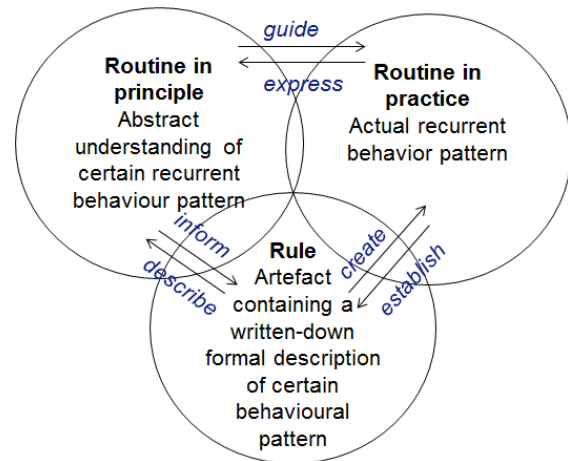 guide
express
Routine in
principle
Abstract
understanding of
certain recurrent
behaviour pattern
Routine in
practice
Actual recurrent
behavior pattern
inform
describe
create
establish
Rule
Artefact
containing a
written-down
formal description
of certain
behavioural
pattern